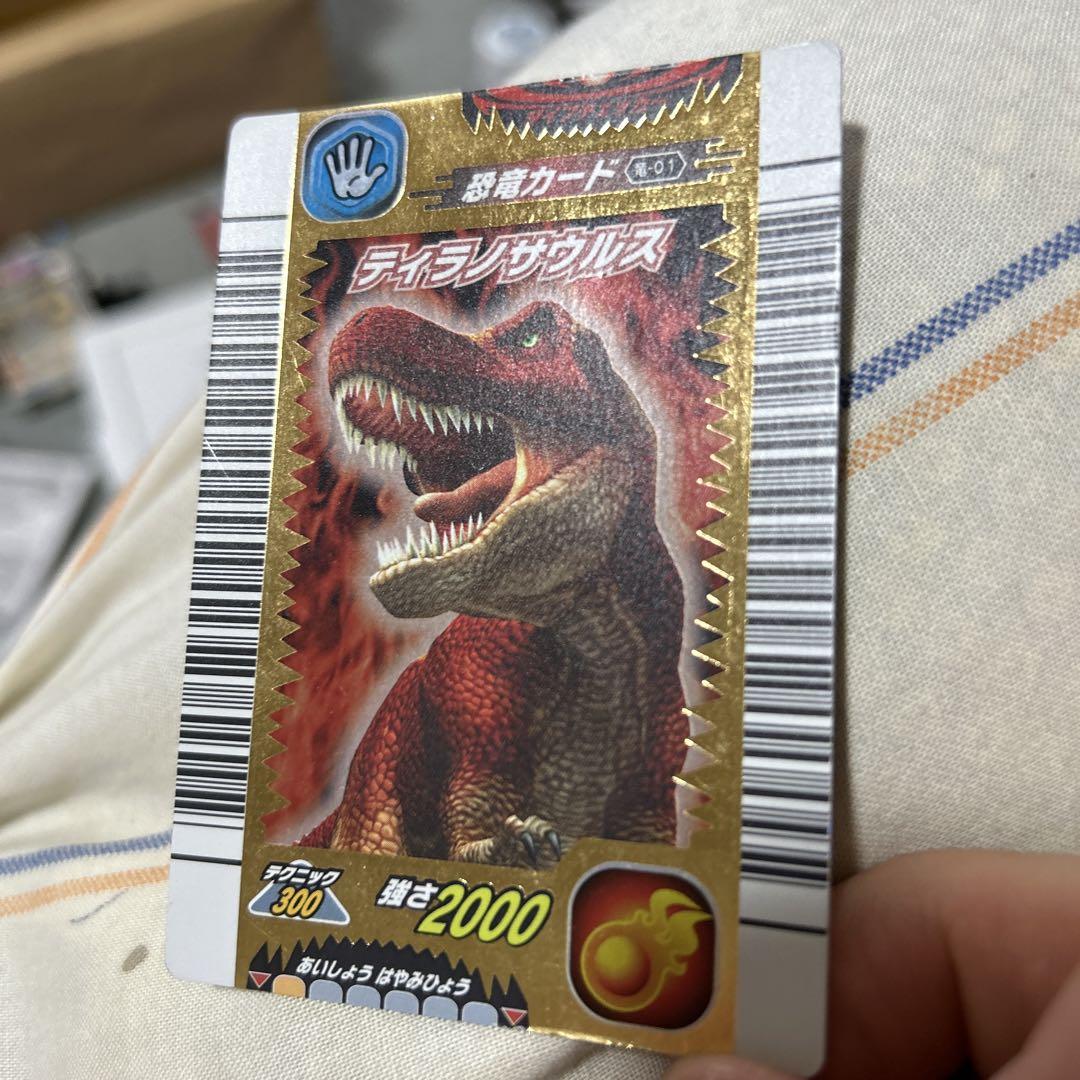 恐竜カード 竜-01
ティラノサウルス
テクニック
300
強さ2000
あいしょう はやみひょう